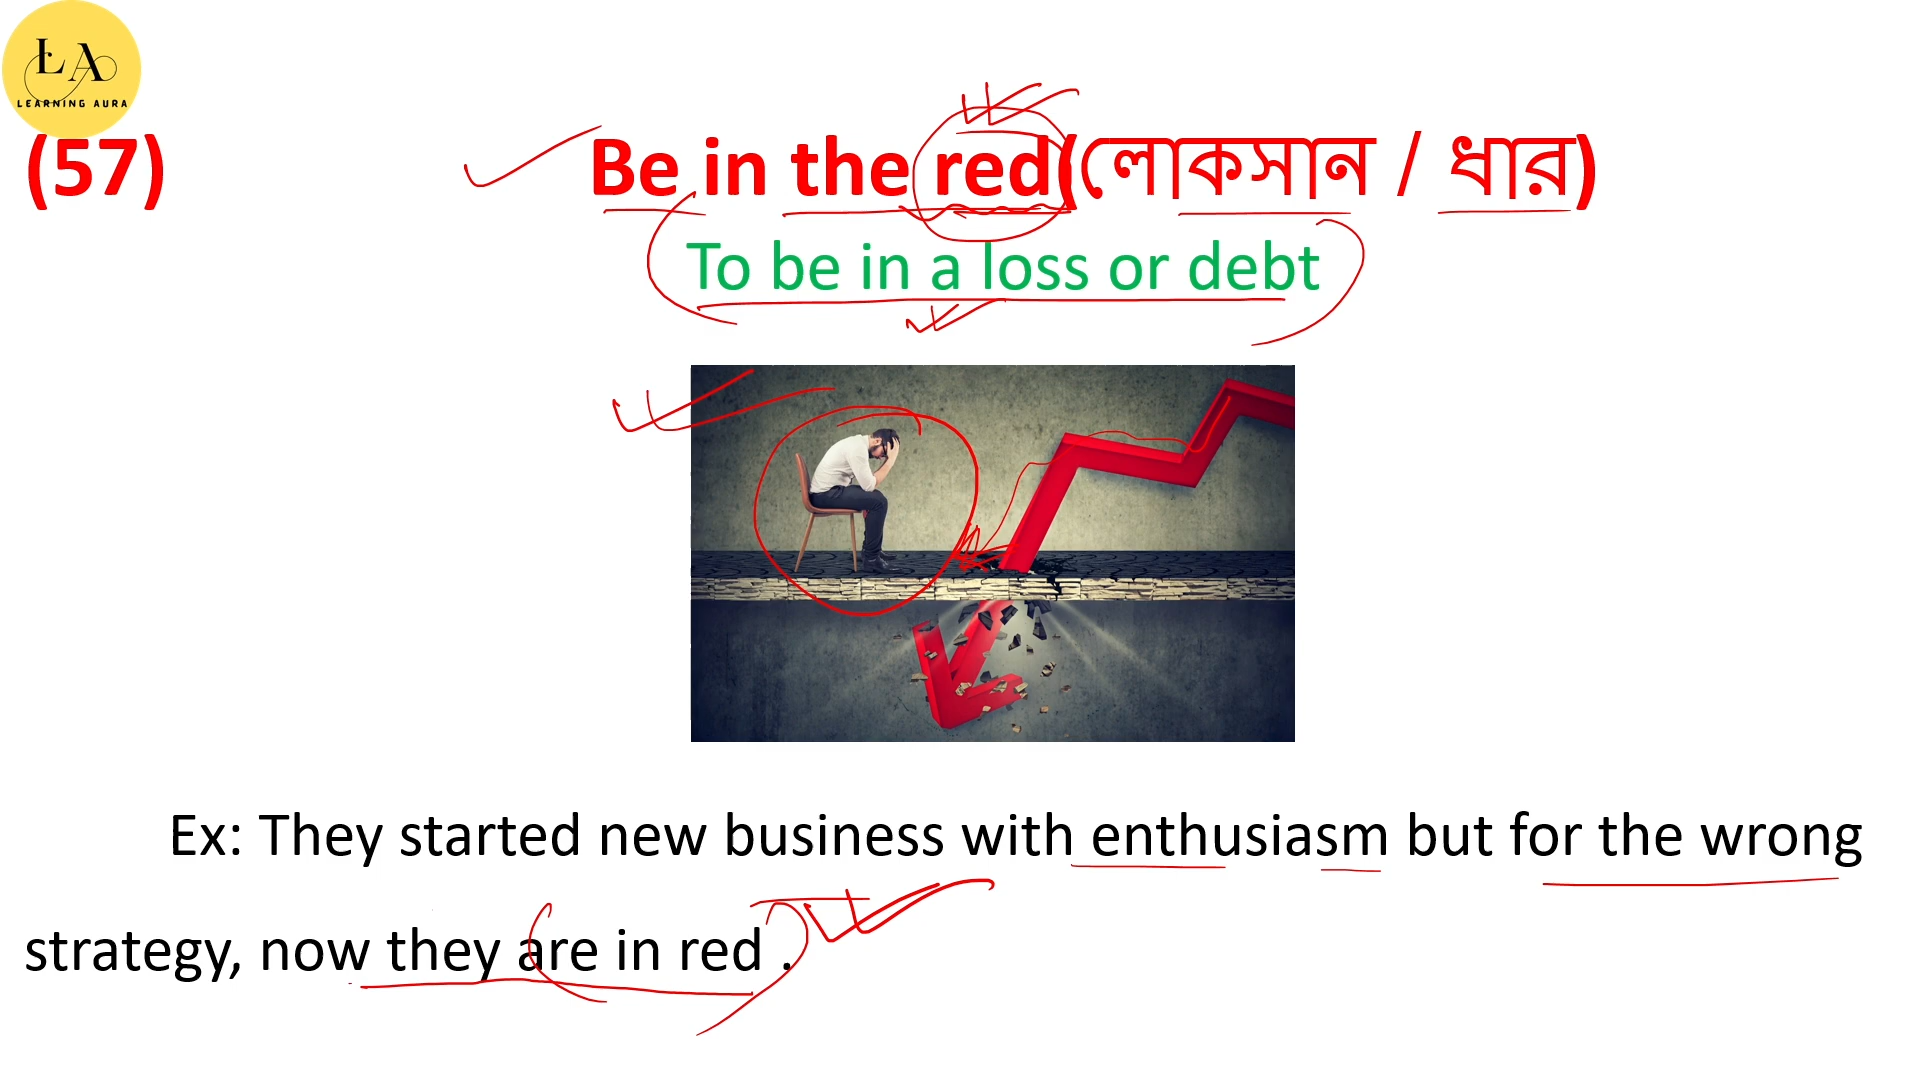 LA
LEARNING AURA
(57) Be in the red(লোকসান / ধার)
To be in a loss or debt
Ex: They started new business with enthusiasm but for the wrong
strategy, now they are in red .